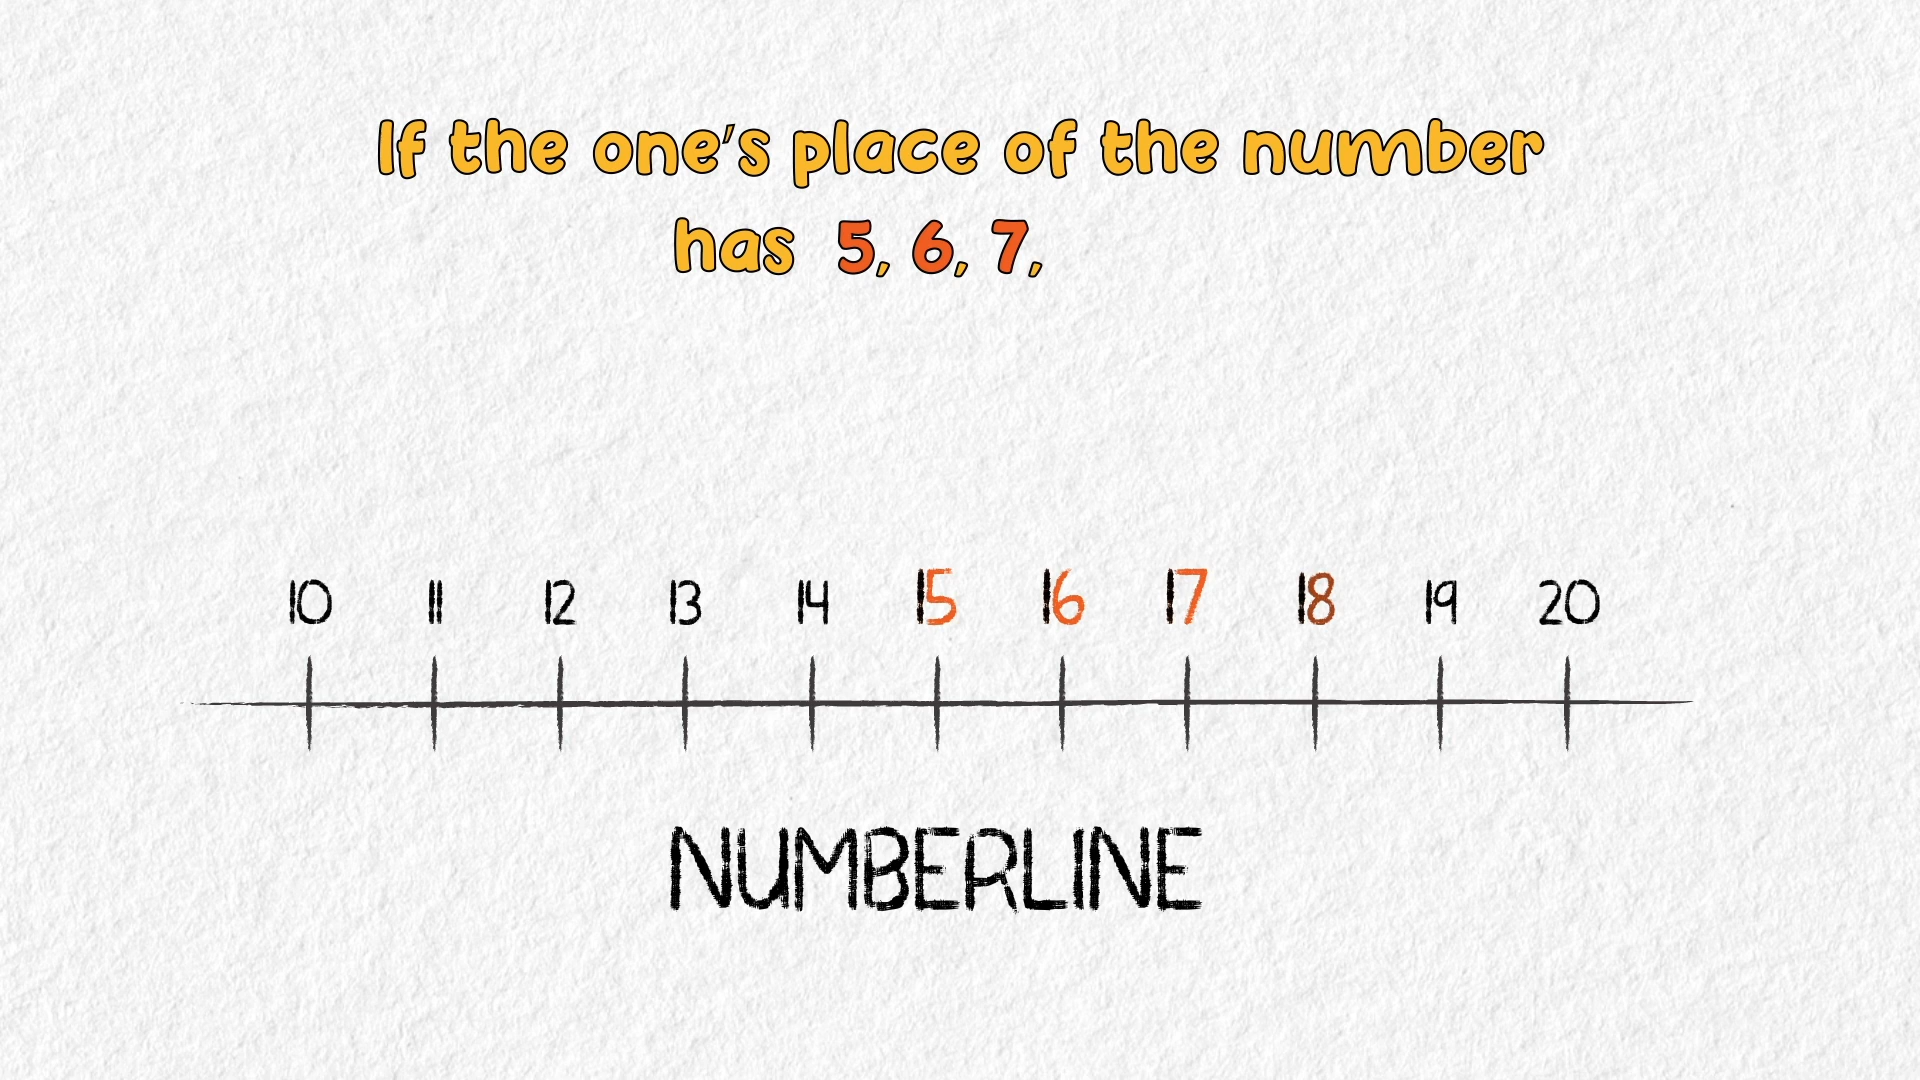 If the one's place of the number
has 5, 6, 7,
10 11 12 13 14 15 16 17 18 19 20
NUMBERLINE